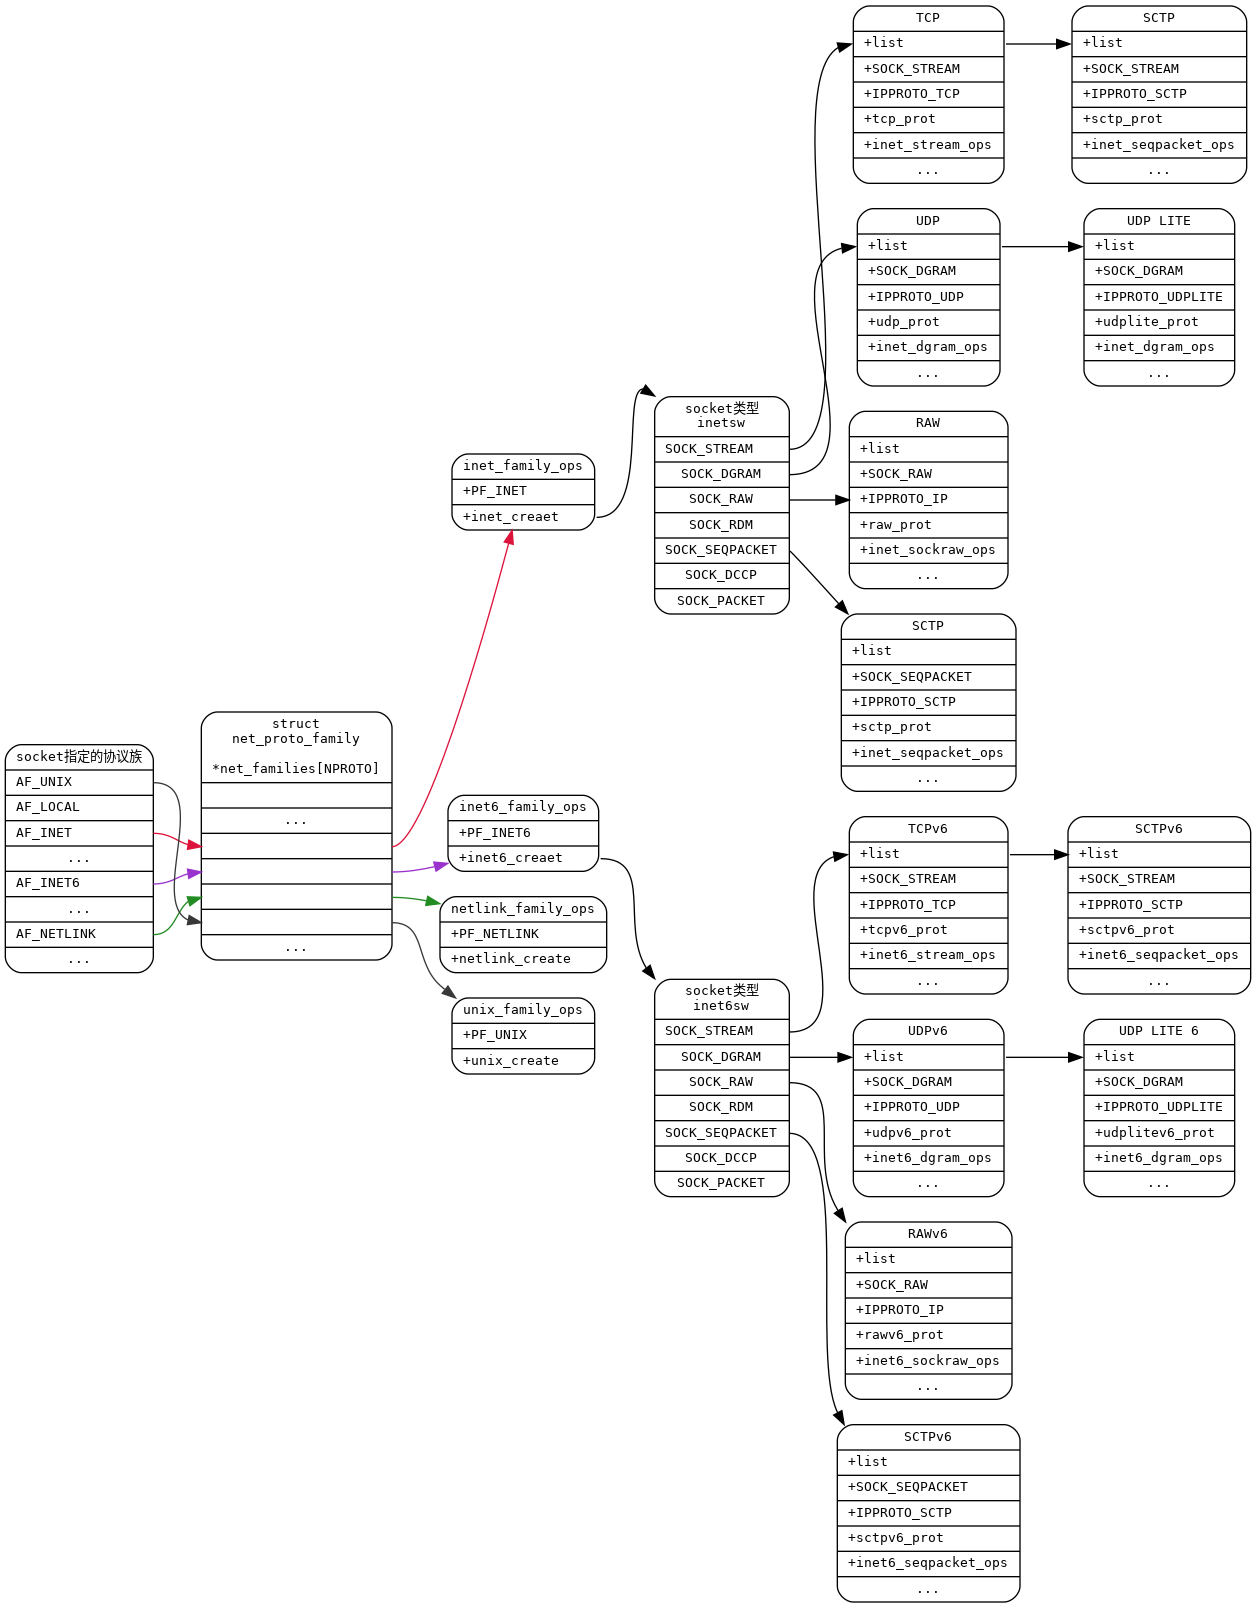 socket指定的协议族
AF_UNIX
AF_LOCAL
AF_INET
...
AF_INET6
...
AF_NETLINK
...
struct
net_proto_family
*net_families[NPROTO]
...
...
inet_family_ops
+PF_INET
+inet_creaet
inet6_family_ops
+PF_INET6
+inet6_creaet
netlink_family_ops
+PF_NETLINK
+netlink_create
unix_family_ops
+PF_UNIX
+unix_create
socket类型
inetsw
SOCK_STREAM
SOCK_DGRAM
SOCK_RAW
SOCK_RDM
SOCK_SEQPACKET
SOCK_DCCP
SOCK_PACKET
TCP
+list
+SOCK_STREAM
+IPPROTO_TCP
+tcp_prot
+inet_stream_ops
...
SCTP
+list
+SOCK_STREAM
+IPPROTO_SCTP
+sctp_prot
+inet_seqpacket_ops
...
UDP
+list
+SOCK_DGRAM
+IPPROTO_UDP
+udp_prot
+inet_dgram_ops
...
UDP LITE
+list
+SOCK_DGRAM
+IPPROTO_UDPLITE
+udplite_prot
+inet_dgram_ops
...
RAW
+list
+SOCK_RAW
+IPPROTO_IP
+raw_prot
+inet_sockraw_ops
...
SCTP
+list
+SOCK_SEQPACKET
+IPPROTO_SCTP
+sctp_prot
+inet_seqpacket_ops
...
socket类型
inet6sw
SOCK_STREAM
SOCK_DGRAM
SOCK_RAW
SOCK_RDM
SOCK_SEQPACKET
SOCK_DCCP
SOCK_PACKET
TCPv6
+list
+SOCK_STREAM
+IPPROTO_TCP
+tcpv6_prot
+inet6_stream_ops
...
SCTPv6
+list
+SOCK_STREAM
+IPPROTO_SCTP
+sctpv6_prot
+inet6_seqpacket_ops
...
UDPv6
+list
+SOCK_DGRAM
+IPPROTO_UDP
+udpv6_prot
+inet6_dgram_ops
...
UDP LITE 6
+list
+SOCK_DGRAM
+IPPROTO_UDPLITE
+udplitev6_prot
+inet6_dgram_ops
...
RAWv6
+list
+SOCK_RAW
+IPPROTO_IP
+rawv6_prot
+inet6_sockraw_ops
...
SCTPv6
+list
+SOCK_SEQPACKET
+IPPROTO_SCTP
+sctpv6_prot
+inet6_seqpacket_ops
...